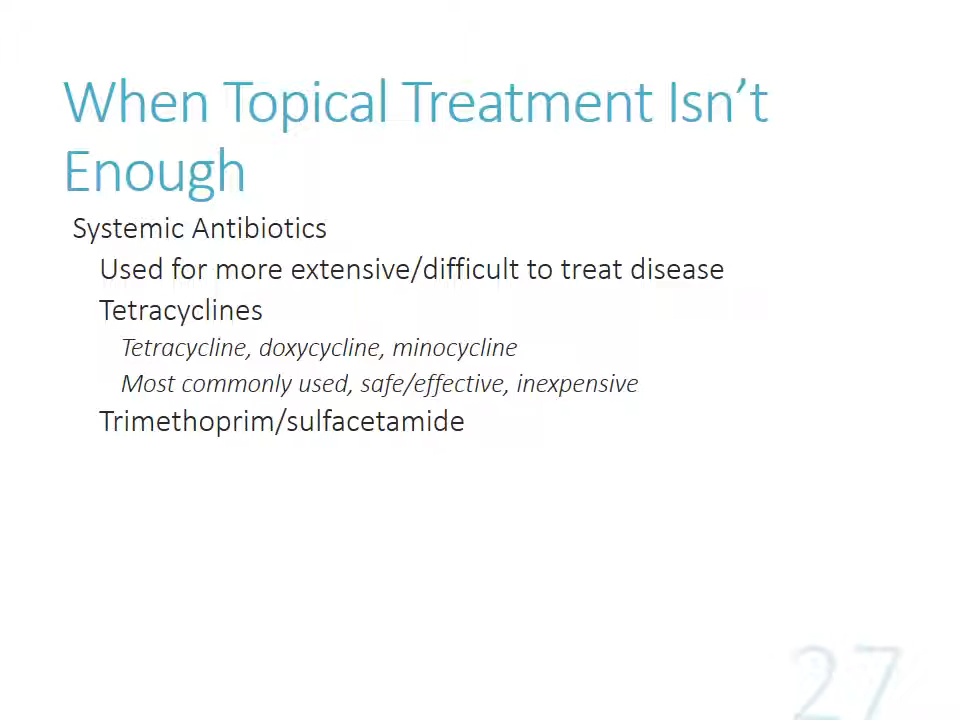 When Topical Treatment Isn’t
Enough
Systemic Antibiotics
Used for more extensive/difficult to treat disease
Tetracyclines
Tetracycline, doxycycline, minocycline
Most commonly used, safe/effective, inexpensive
Trimethoprim/sulfacetamide
27